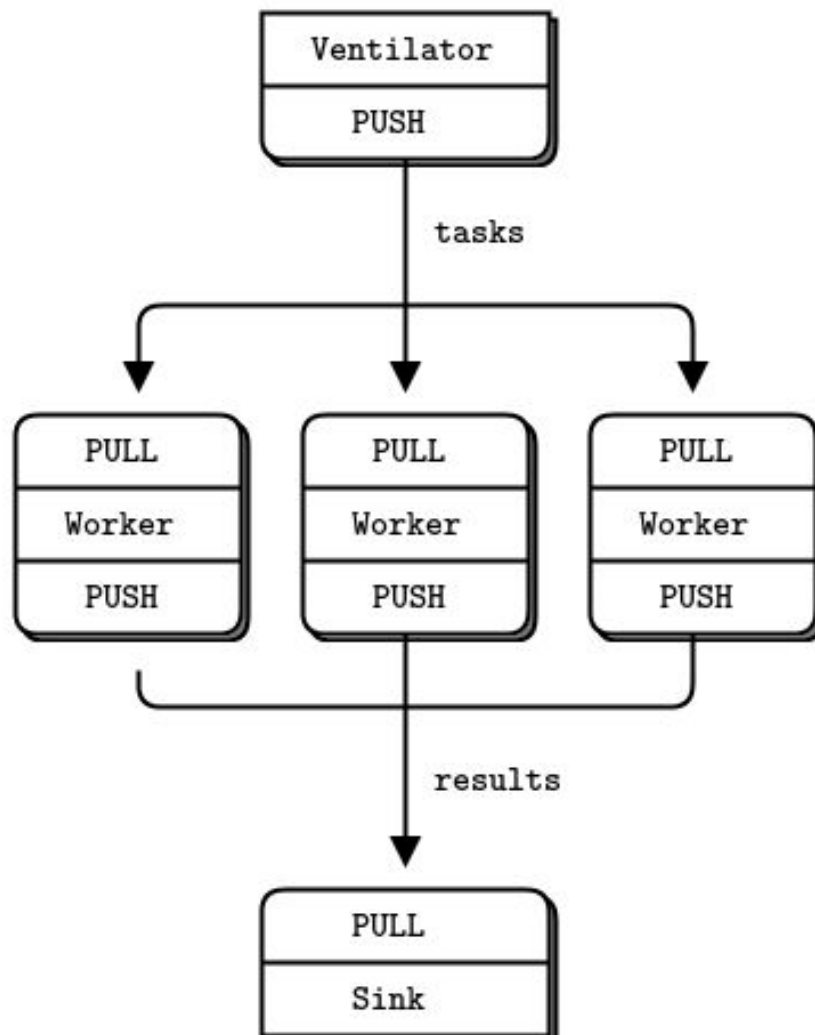 Ventilator
PUSH
tasks
PULL PULL PULL
Worker Worker Worker
PUSH PUSH PUSH
results
PULL
Sink